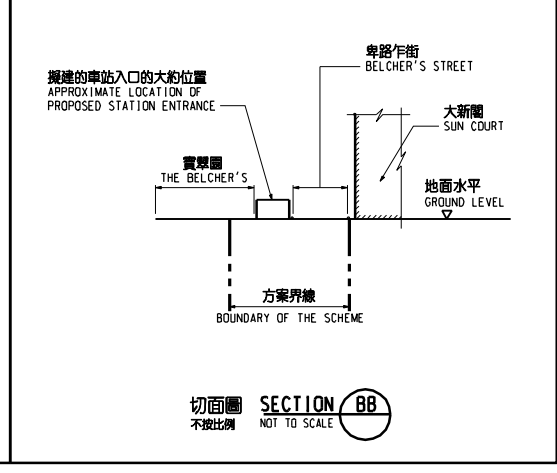 卑路乍街
BELCHER'S STREET
擬建的車站入口的大約位置
APPROXIMATE LOCATION OF
PROPOSED STATION ENTRANCE
大新閣
SUN COURT
寶翠園
THE BELCHER'S
地面水平
GROUND LEVEL
方案界線
BOUNDARY OF THE SCHEME
切面圖 SECTION BB
不按比例 NOT TO SCALE